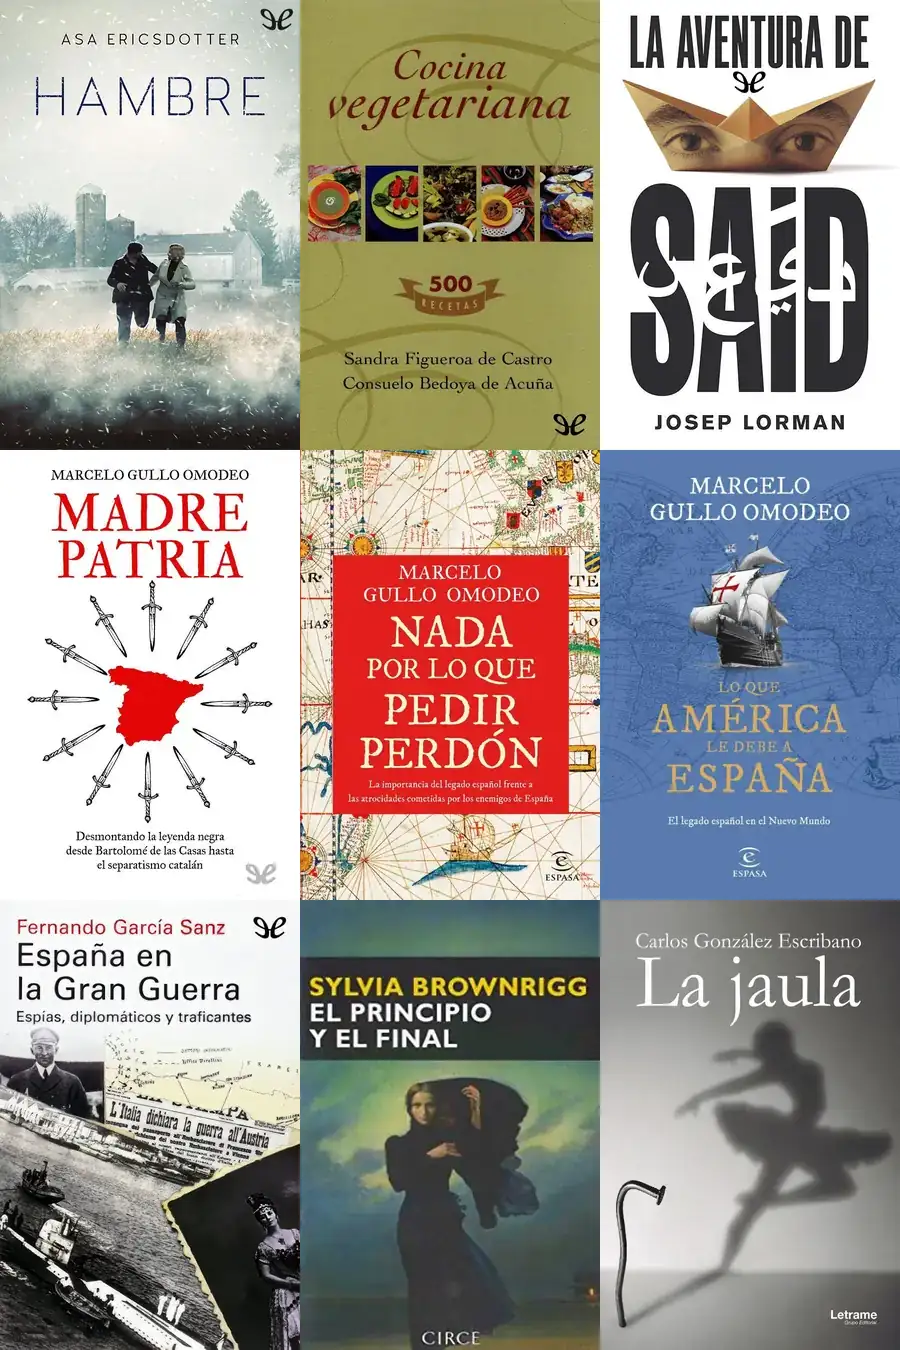 ASA ERICSDOTTER
HAMBRE
Cocina
vegetariana
500
RECETAS
Sandra Figueroa de Castro
Consuelo Bedoya de Acuña
LA AVENTURA DE
SAÏD
JOSEP LORMAN
MARCELO GULLO OMODEO
MADRE
PATRIA
Desmontando la leyenda negra
desde Bartolomé de las Casas hasta
el separatismo catalán
MARCELO
GULLO OMODEO
NADA
POR LO QUE
PEDIR
PERDÓN
La importancia del legado español frente a
las atrocidades cometidas por los enemigos de España
ESPASA
MARCELO
GULLO OMODEO
LO QUE
AMÉRICA
LE DEBE A
ESPAÑA
El legado español en el Nuevo Mundo
ESPASA
Fernando García Sanz
España en
la Gran Guerra
Espías, diplomáticos y traficantes
L'Italia dichiara la guerra all'Austria
SYLVIA BROWNRIGG
EL PRINCIPIO
Y EL FINAL
CIRCE
Carlos González Escribano
La jaula
Letrame
Grupo Editorial